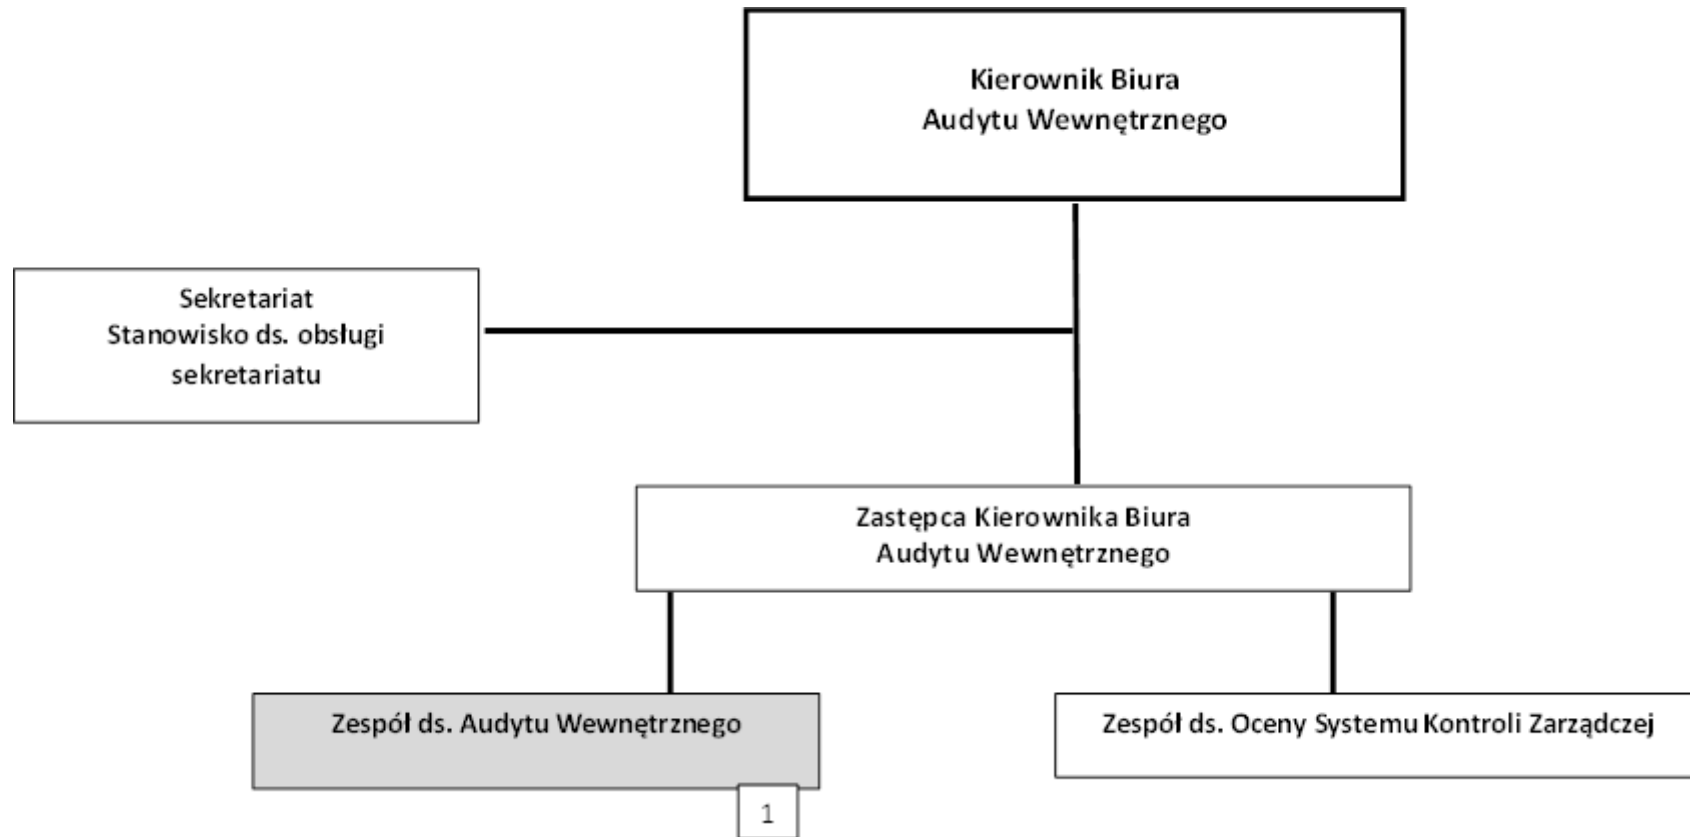 Kierownik Biura
Audytu Wewnętrznego
Sekretariat
Stanowisko ds. obsługi
sekretariatu
Zastępca Kierownika Biura
Audytu Wewnętrznego
Zespół ds. Audytu Wewnętrznego
Zespół ds. Oceny Systemu Kontroli Zarządczej
1